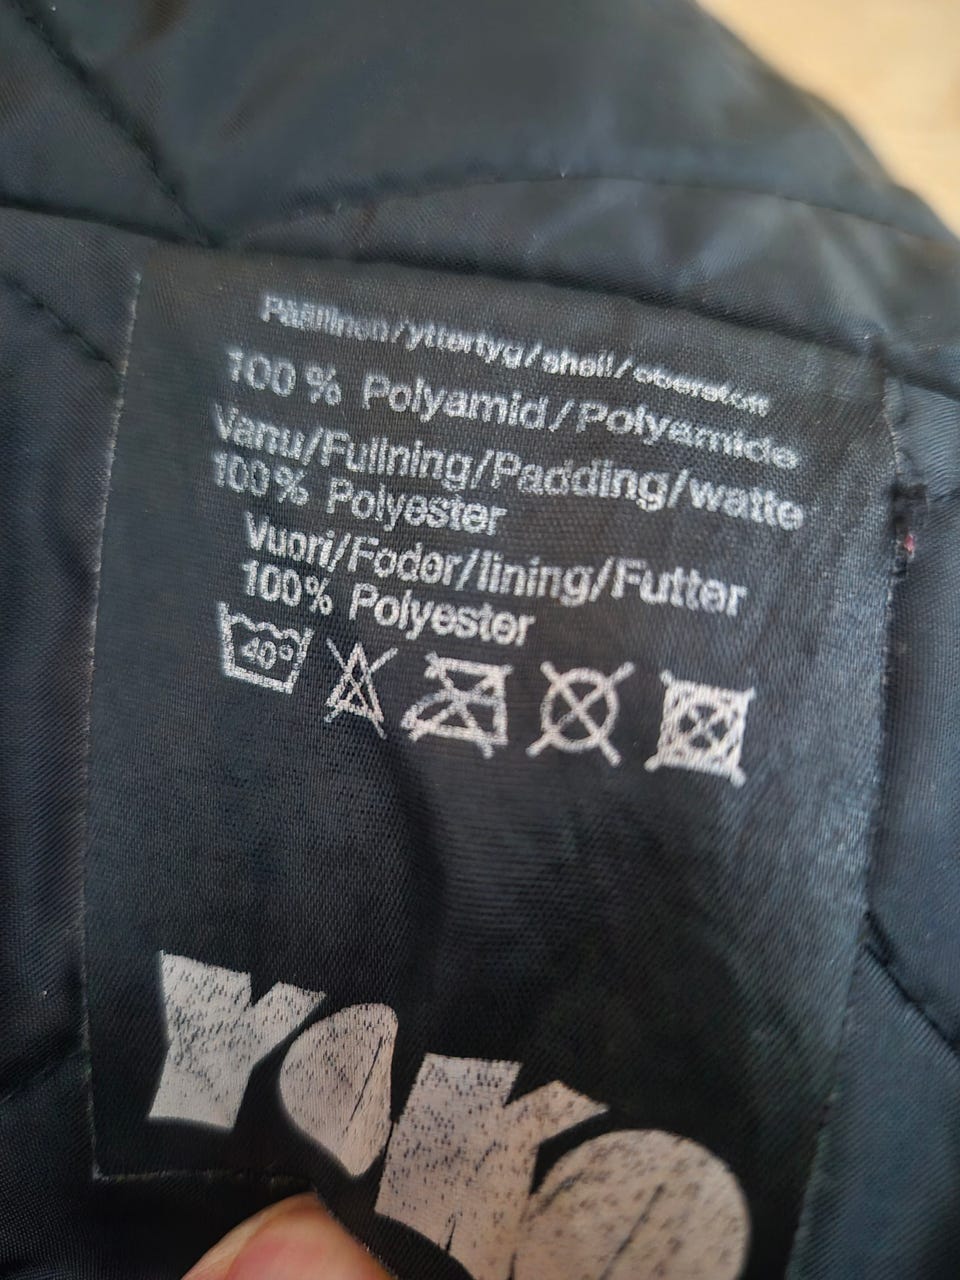 Päällinen/yttertyg/shell/oberstoff
100 % Polyamid/Polyamide
Vanu/Fullning/Padding/watte
100% Polyester
Vuori/Foder/lining/Futter
100% Polyester
40°